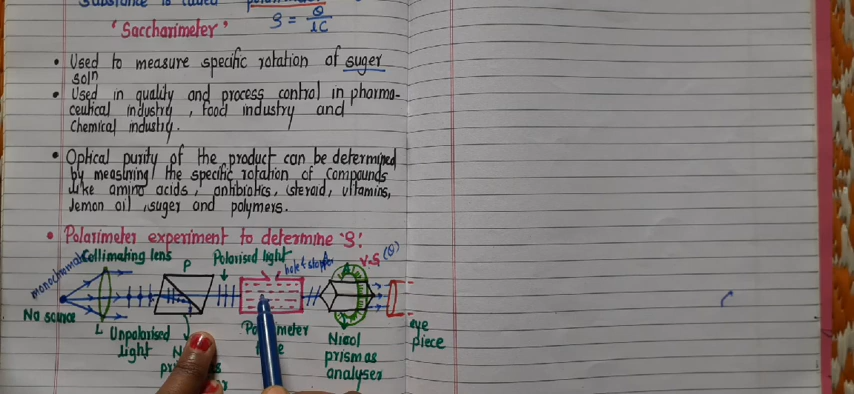 substance is called
S = θ / lC
'Saccharimeter'
• Used to measure specific rotation of suger
solⁿ
• Used in quality and process control in pharma-
ceutical industry, food industry and
chemical industry.
• Optical purity of the product can be determined
by measuring the specific rotation of compounds
like amino acids, antibiotics, steroid, vitamins,
lemon oil, suger and polymers.
• Polarimeter experiment to determine 'S':
monochromatic
Collimating lens
P
Polarised light
hole & stopper
V.S (θ)
Na source
L
Unpolarised
light
Polarimeter
Nicol
prism as
analyser
eye
piece